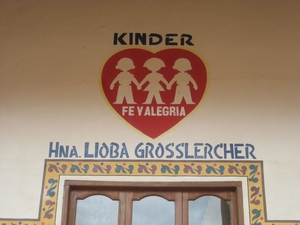 KINDER
FE Y ALEGRIA
HNA. LIOBA GROSSLERCHER